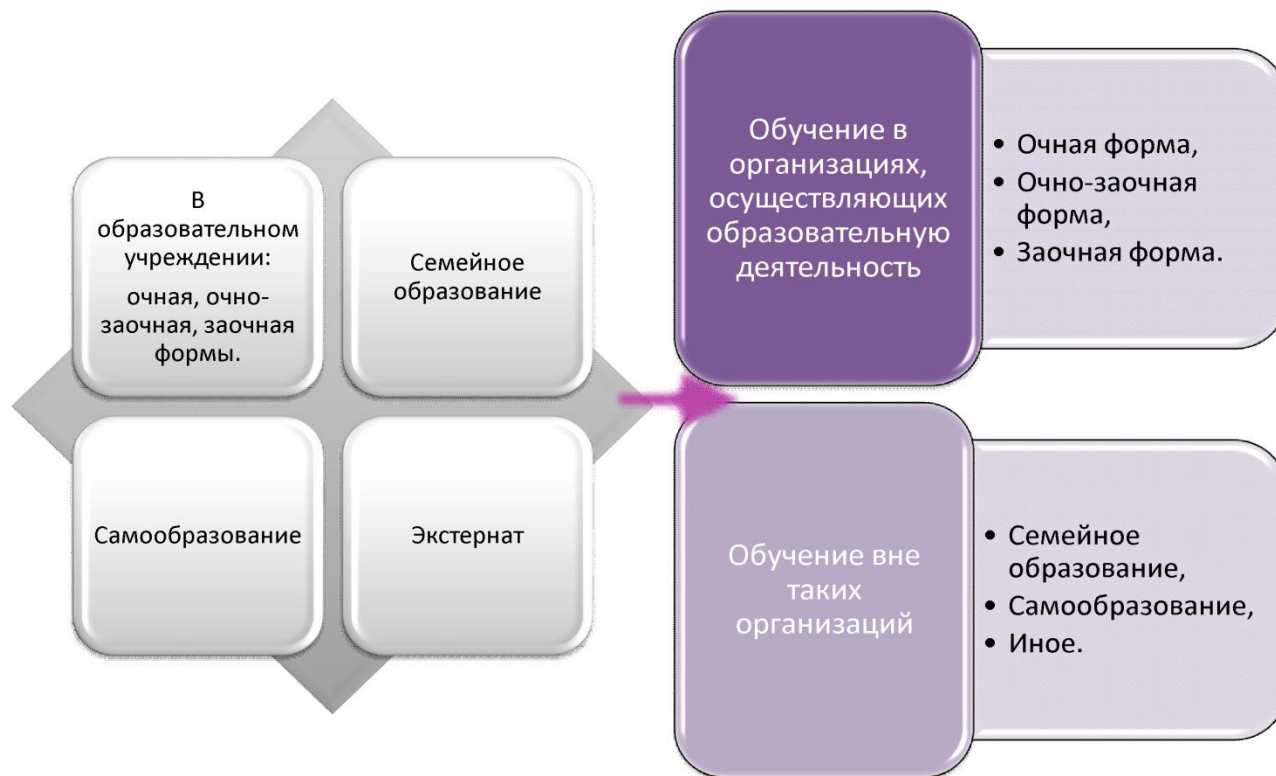 В
образовательном
учреждении:
очная, очно-
заочная, заочная
формы.
Семейное
образование
Самообразование
Экстернат
Обучение в
организациях,
осуществляющих
образовательную
деятельность
• Очная форма,
• Очно-заочная
форма,
• Заочная форма.
Обучение вне
таких
организаций
• Семейное
образование,
• Самообразование,
• Иное.